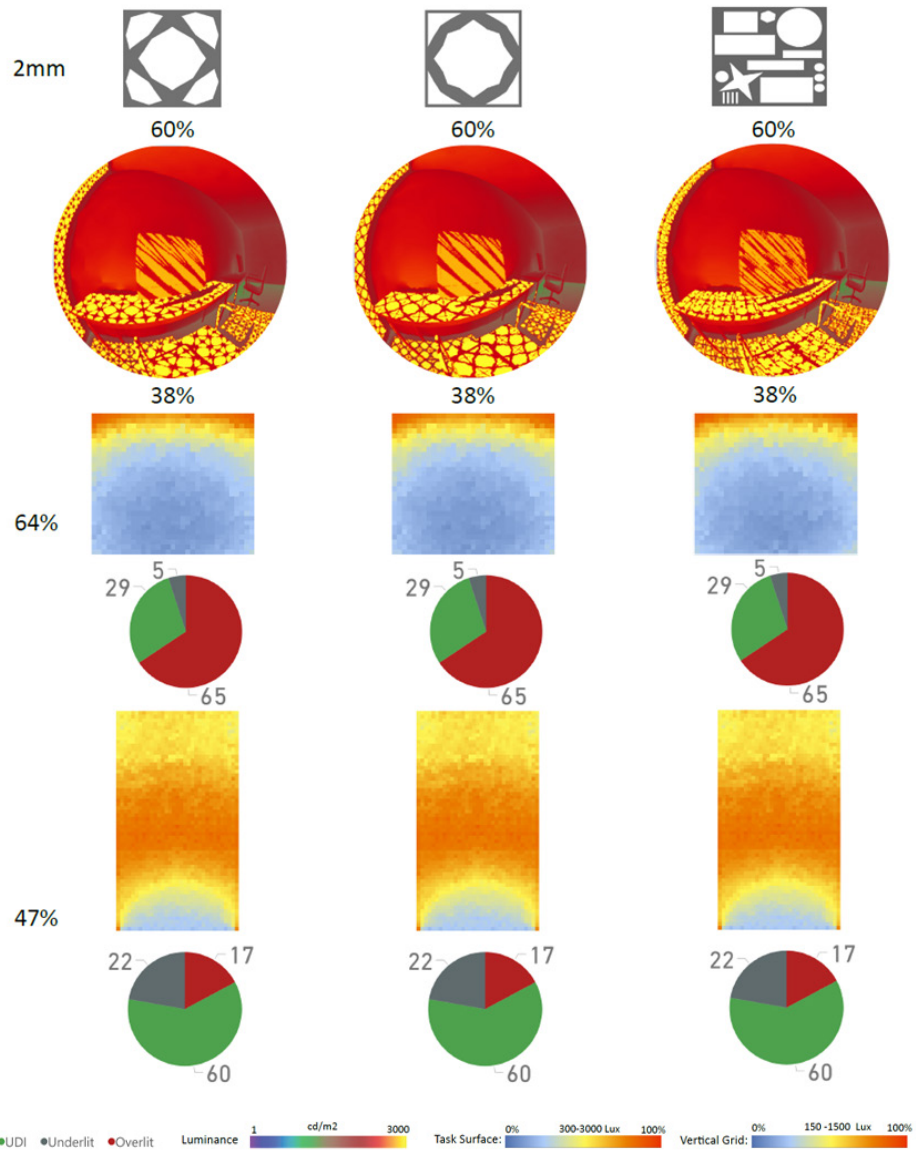 2mm
60% 60% 60%
38% 38% 38%
64%
5 5 5
29 29 29
65 65 65
47%
22 17 22 17 22 17
60 60 60
UDI Underlit Overlit Luminance 1 cd/m2 3000 Task Surface: 0% 300-3000 Lux 100% Vertical Grid: 0% 150 -1500 Lux 100%